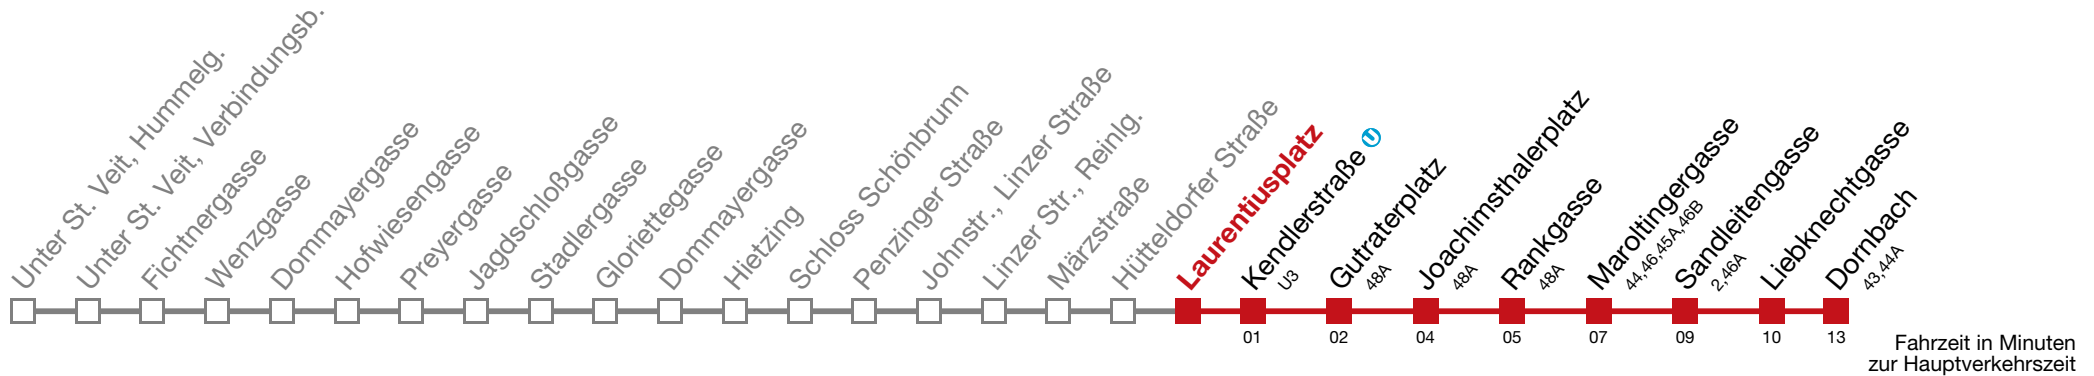 Unter St. Veit, Hummelg.
Unter St. Veit, Verbindungsb.
Fichtnergasse
Wenzgasse
Dommayergasse
Hofwiesengasse
Preyergasse
Jagdschloßgasse
Stadlergasse
Gloriettegasse
Dommayergasse
Hietzing
Schloss Schönbrunn
Penzinger Straße
Johnstr., Linzer Straße
Linzer Str., Reinlg.
Märzstraße
Hütteldorfer Straße
Laurentiusplatz
Kendlerstraße U
U3
Gutraterplatz
48A
Joachimsthalerplatz
48A
Rankgasse
48A
Maroltingergasse
44,46,45A,46B
Sandleitengasse
2,46A
Liebknechtgasse
Dornbach
43,44A
01
02
04
05
07
09
10
13
Fahrzeit in Minuten
zur Hauptverkehrszeit